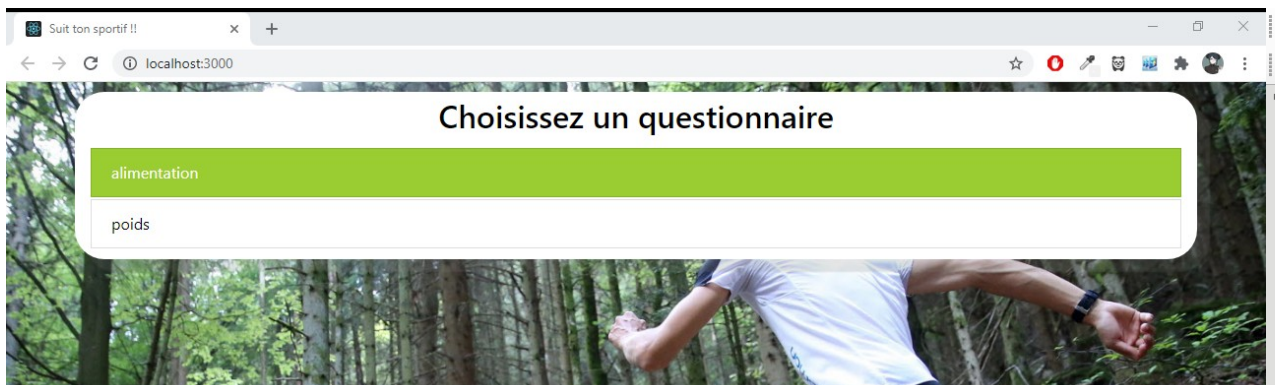 Suit ton sportif !!
localhost:3000
Choisissez un questionnaire
alimentation
poids